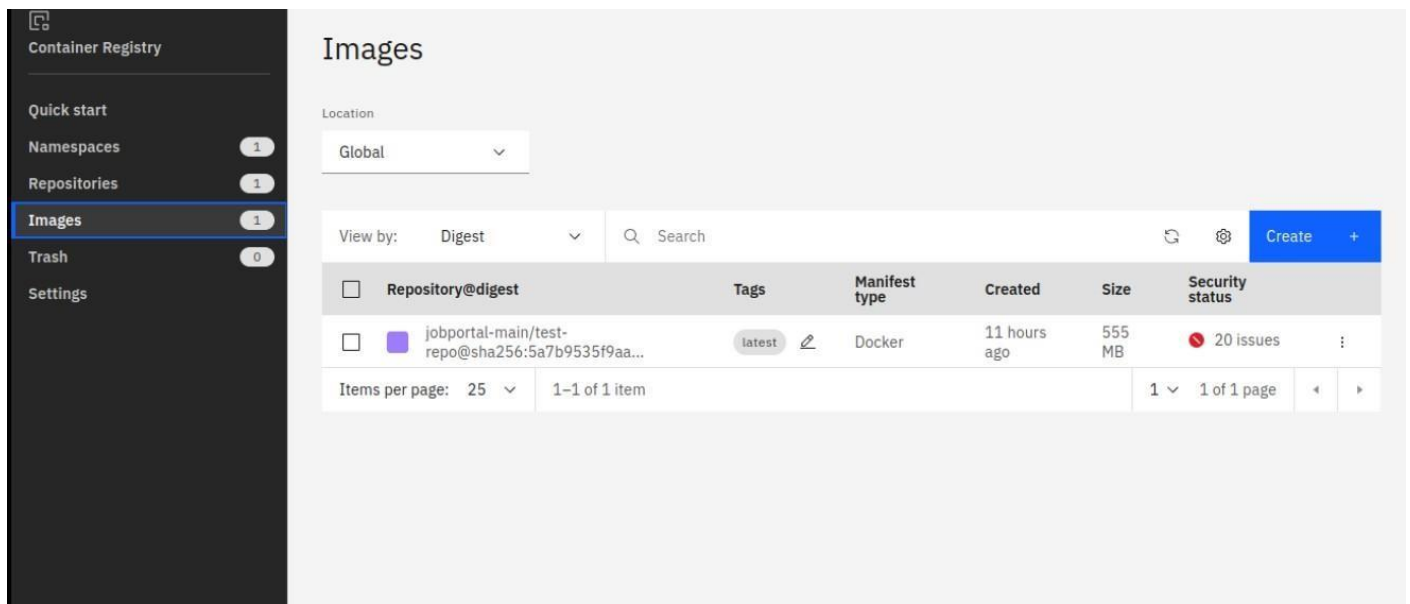 Container Registry
Quick start
Namespaces 1
Repositories 1
Images 1
Trash 0
Settings
Images
Location
Global
View by: Digest Search Create +
Repository@digest Tags Manifest type Created Size Security status
jobportal-main/test-
repo@sha256:5a7b9535f9aa...
latest
Docker
11 hours
ago
555
MB
20 issues
Items per page: 25 1–1 of 1 item 1 1 of 1 page